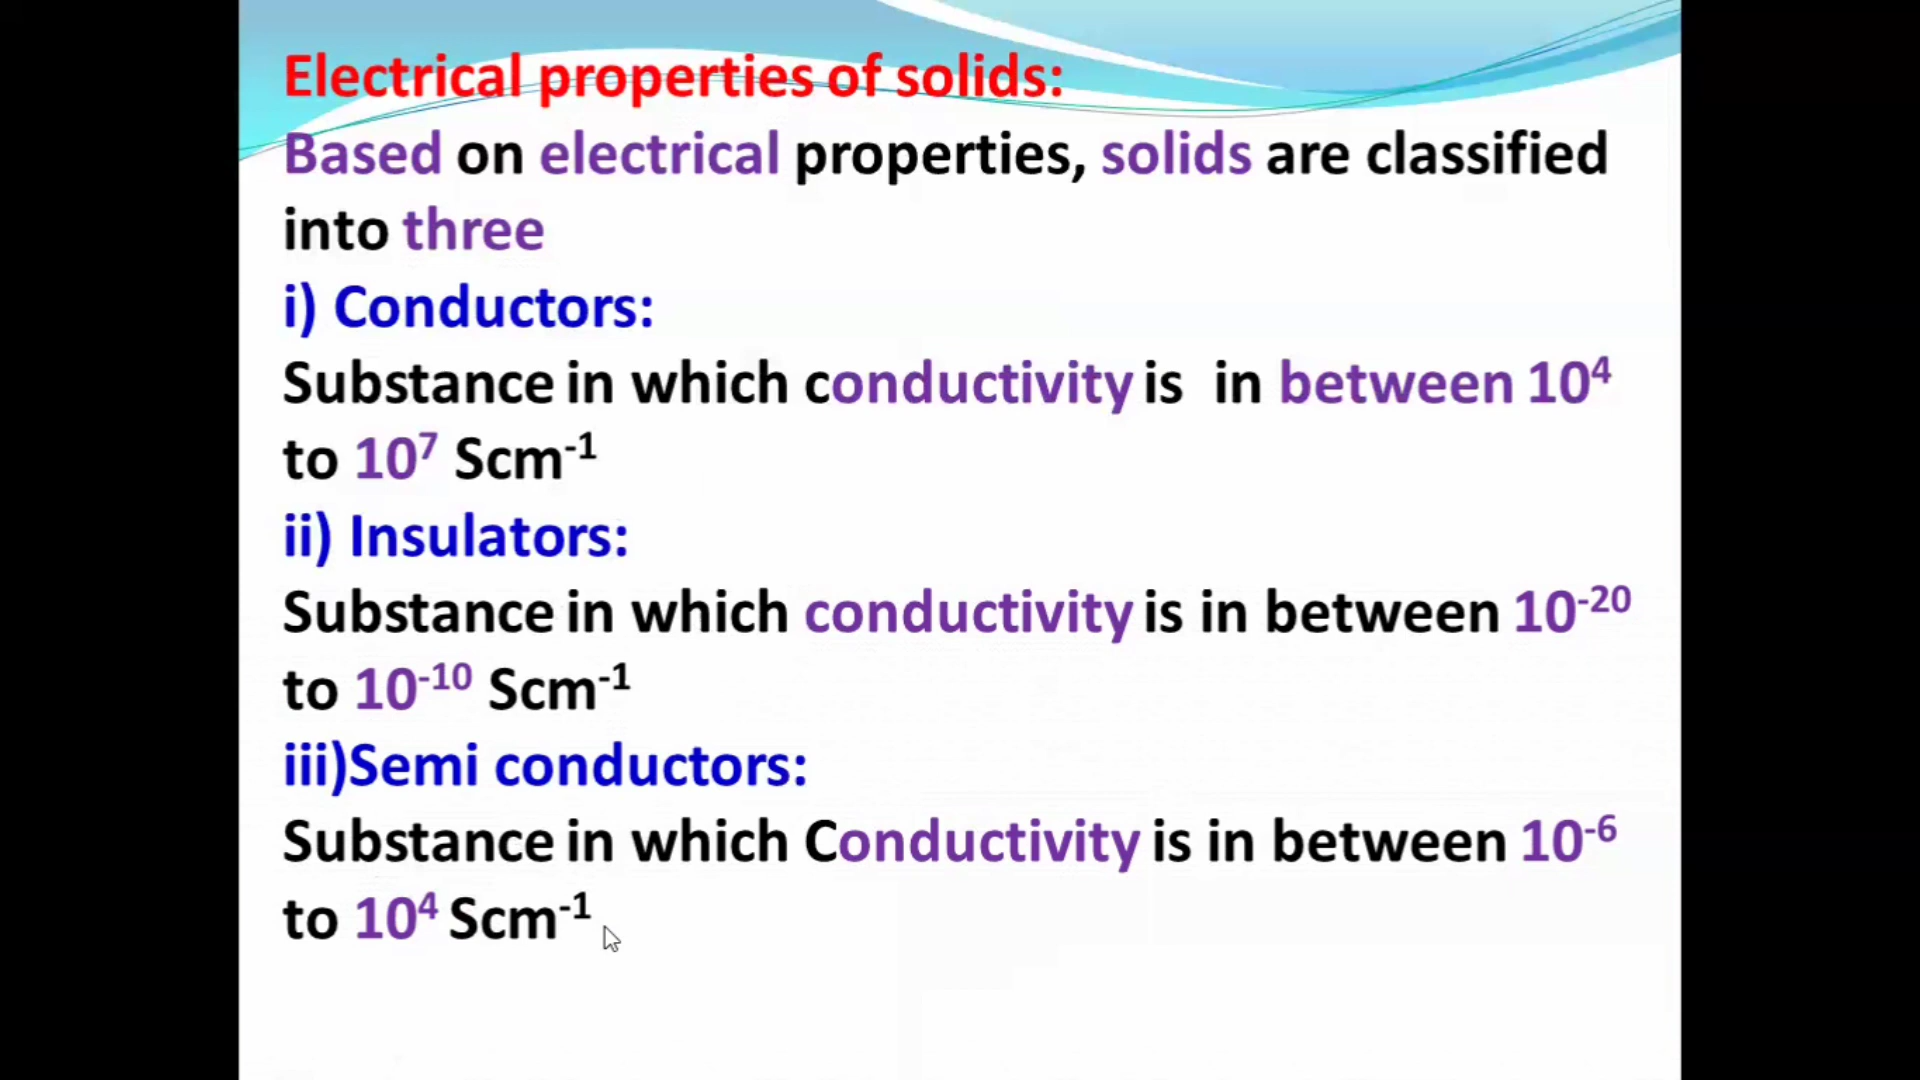 Electrical properties of solids:
Based on electrical properties, solids are classified
into three
i) Conductors:
Substance in which conductivity is  in between 10⁴
to 10⁷ Scm⁻¹
ii) Insulators:
Substance in which conductivity is in between 10⁻²⁰
to 10⁻¹⁰ Scm⁻¹
iii)Semi conductors:
Substance in which Conductivity is in between 10⁻⁶
to 10⁴ Scm⁻¹